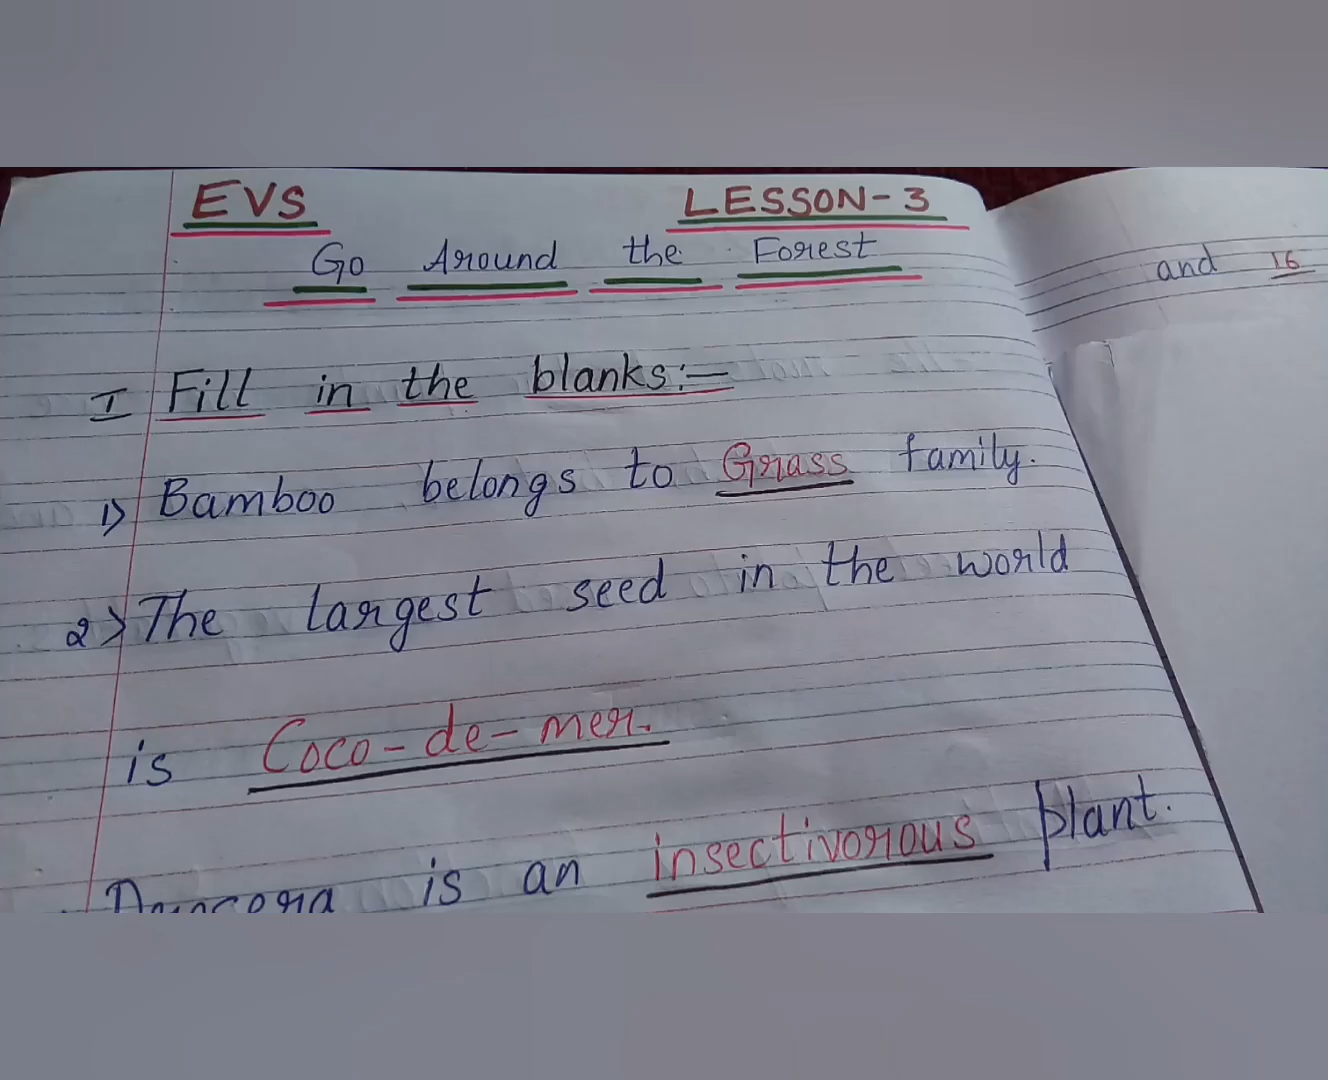 EVS LESSON-3
Go Around the Forest
and 16
I Fill in the blanks:-
1) Bamboo belongs to Grass family.
2) The largest seed in the world
is Coco-de-mer.
is an insectivorous plant.